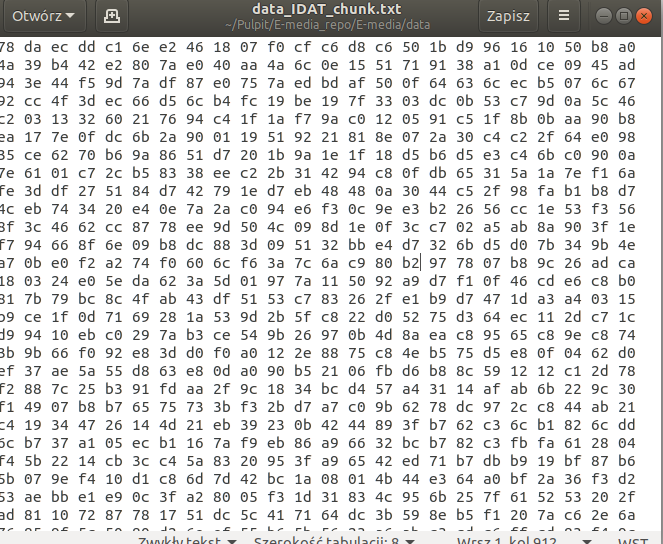 Otwórz
data_IDAT_chunk.txt
~/Pulpit/E-media_repo/E-media/data
Zapisz
78 da ec dd c1 6e e2 46 18 07 f0 cf c6 d8 c6 50 1b d9 96 16 10 50 b8 a0
4a 39 b4 42 e2 80 7a e0 40 aa 4a 6c 0e 15 51 71 91 38 a1 0d ce 09 45 ad
94 3e 44 f5 9d 7a df 87 e0 75 7a ed bd af 50 0f 64 63 6c ec b5 07 6c 67
92 cc 4f 3d ec 66 d5 6c b4 fc 19 be 19 7f 33 03 dc 0b 53 c7 9d 0a 5c 46
c2 03 13 32 60 21 76 94 c4 1f 1a f7 9a c0 12 05 91 c5 1f 8b 0b aa 90 b8
ea 17 7e 0f dc 6b 2a 90 01 19 51 92 21 81 8e 07 2a 30 c4 c2 2f 64 e0 98
35 ce 62 70 b6 9a 86 51 d7 20 1b 9a 1e 1f 18 d5 b6 d5 e3 c4 6b c0 90 0a
7e 61 01 c7 2c b5 83 38 ee c2 2b 31 42 94 c8 0f db 65 31 5a 1a 7e f1 6a
fe 3d df 27 51 84 d7 42 79 1e d7 eb 48 48 0a 30 44 c5 2f 98 fa b1 b8 d7
4c eb 74 34 20 e4 0e 7a 2a c0 94 e6 f3 0c 9e e3 b2 26 56 cc 1e 53 f3 56
8f 3c 46 62 cc 87 78 ee 9d 50 4c 09 8d 1e 0f 3c c7 02 a5 ab 8a 90 3f 1e
f7 94 66 8f 6e 09 b8 dc 88 3d 09 51 32 bb e4 d7 32 6b d5 d0 7b 34 9b 4e
a7 0b e0 f2 a2 74 f0 60 6c f6 3a 7c 6a c9 80 b2 97 78 07 b8 9c 26 ad ca
18 03 24 e0 5e da 62 3a 5d 01 97 7a 11 50 92 a9 d7 f1 0f 46 cd e6 c8 b0
81 7b 79 bc 8c 4f ab 43 df 51 53 c7 83 26 2f e1 b9 d7 47 1d a3 a4 03 15
b9 ce 1f 0d 71 69 28 1a 53 9d 2b 5f c8 22 d0 52 75 d3 64 ec 11 2d c7 1c
d9 94 10 eb c0 29 7a b3 ce 54 9b 26 97 0b 4d 8a ea c8 95 65 c8 9e c8 74
3b 9b 66 f0 92 e8 3d d0 f0 a0 12 2e 88 75 c8 4e b5 75 d5 e8 0f 04 62 d0
ef 37 ae 5a 55 d8 63 e8 0d a0 90 b5 21 06 fb d6 b8 8c 59 12 12 c1 2d 78
f2 88 7c 25 b3 91 fd aa 2f 9c 18 34 bc d4 57 a4 31 14 af ab 6b 22 9c 30
f1 49 07 b8 b7 65 75 73 3b f3 2b d7 a7 c0 9b 62 78 dc 97 2c c8 44 ab 21
c4 19 34 47 26 14 4d 21 eb 39 23 0b 42 44 89 3f b7 62 c3 6c b1 82 6c dd
6c b7 37 a1 05 ec b1 16 7a f9 eb 86 a9 66 32 bc b7 82 c3 fb fa 61 28 04
f4 5b 22 14 cb 3c c4 5a 83 20 95 3f a9 65 42 ed 71 b7 db b9 19 bf 87 b6
5b 07 9e f4 10 d1 c8 6d 7d 42 bc 1a 08 01 4b 44 e3 64 a0 bf 2a 36 f3 d2
53 ae bb e1 e9 0c 3f a2 80 05 f3 1d 31 83 4c 95 6b 25 7f 61 52 53 20 2f
ad 81 10 72 87 78 17 51 dc 5c 41 71 64 dc 3b 59 8e b5 f1 20 7a c6 2e 6a
Zwykły tekst
Szerokość tabulacji: 8
Wrsz 1, kol 912
WST